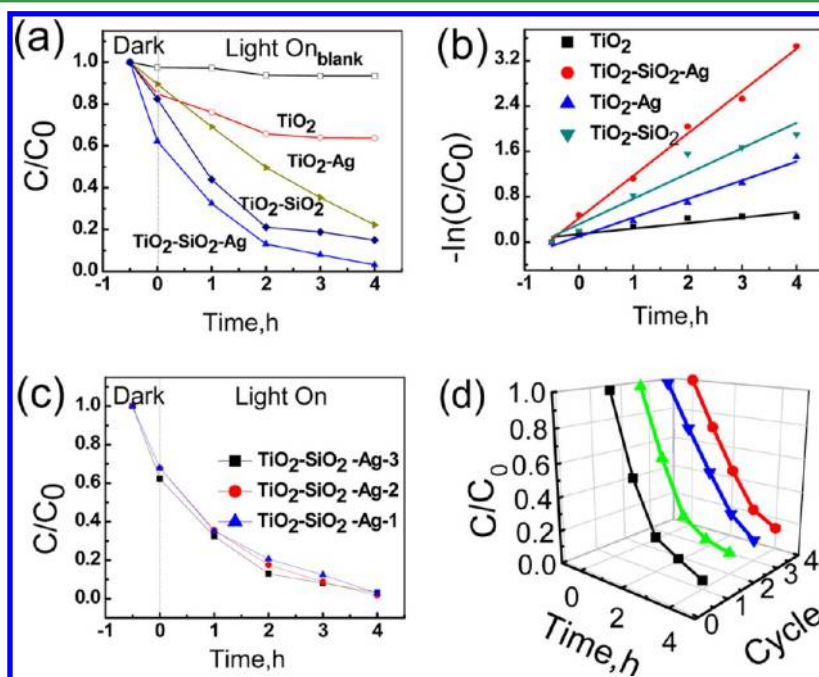 (a)
Dark
Light On
blank
TiO2
TiO2-Ag
TiO2-SiO2
TiO2-SiO2-Ag
C/C0
1.0
0.8
0.6
0.4
0.2
0.0
-1 0 1 2 3 4
Time,h
(b)
TiO2
TiO2-SiO2-Ag
TiO2-Ag
TiO2-SiO2
-ln(C/C0)
3.6
2.4
1.2
0.8
0.0
-1 0 1 2 3 4
Time,h
(c)
Dark
Light On
TiO2-SiO2 -Ag-3
TiO2-SiO2 -Ag-2
TiO2-SiO2 -Ag-1
C/C0
1.0
0.8
0.6
0.4
0.2
0.0
-1 0 1 2 3 4
Time,h
(d)
C/C0
1.0
0.8
0.6
0.4
0.2
0.0
0 2 4
Time,h
0 1 2 3 4
Cycle